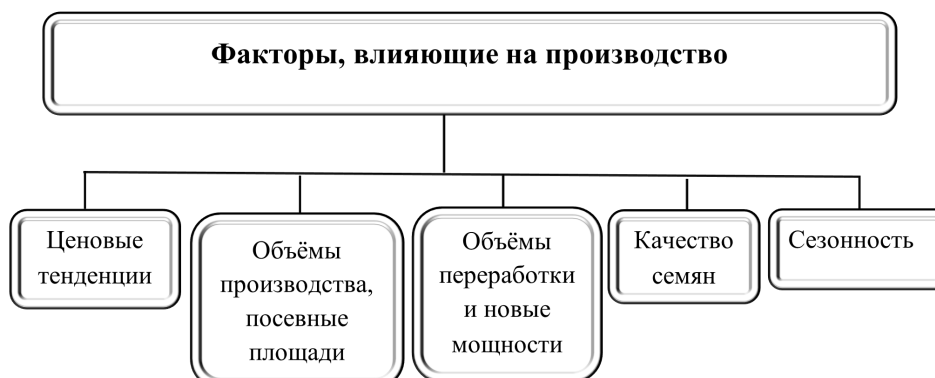 Факторы, влияющие на производство
Ценовые
тенденции
Объёмы
производства,
посевные
площади
Объёмы
переработки
и новые
мощности
Качество
семян
Сезонность